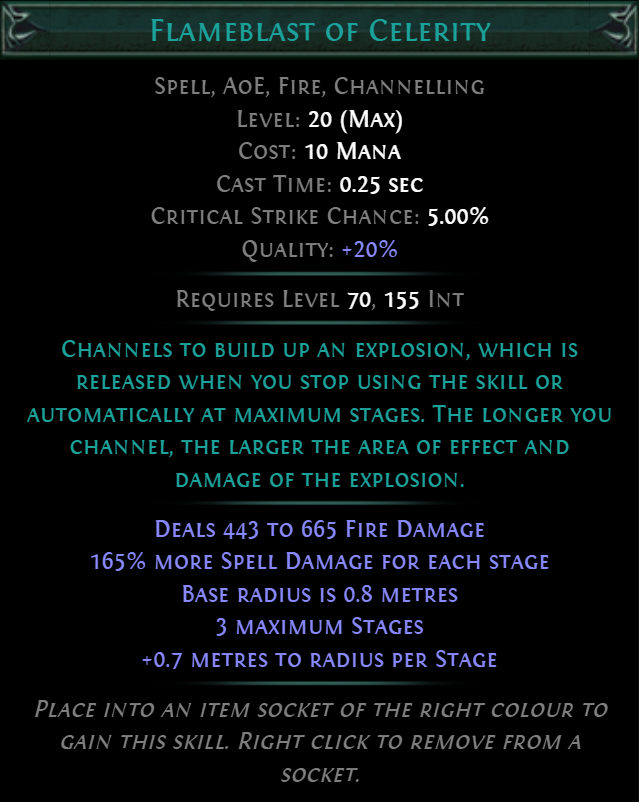 Flameblast of Celerity
Spell, AoE, Fire, Channelling
Level: 20 (Max)
Cost: 10 Mana
Cast Time: 0.25 sec
Critical Strike Chance: 5.00%
Quality: +20%
Requires Level 70, 155 Int
Channels to build up an explosion, which is
released when you stop using the skill or
automatically at maximum stages. The longer you
channel, the larger the area of effect and
damage of the explosion.
Deals 443 to 665 Fire Damage
165% more Spell Damage for each stage
Base radius is 0.8 metres
3 maximum Stages
+0.7 metres to radius per Stage
Place into an item socket of the right colour to
gain this skill. Right click to remove from a
socket.